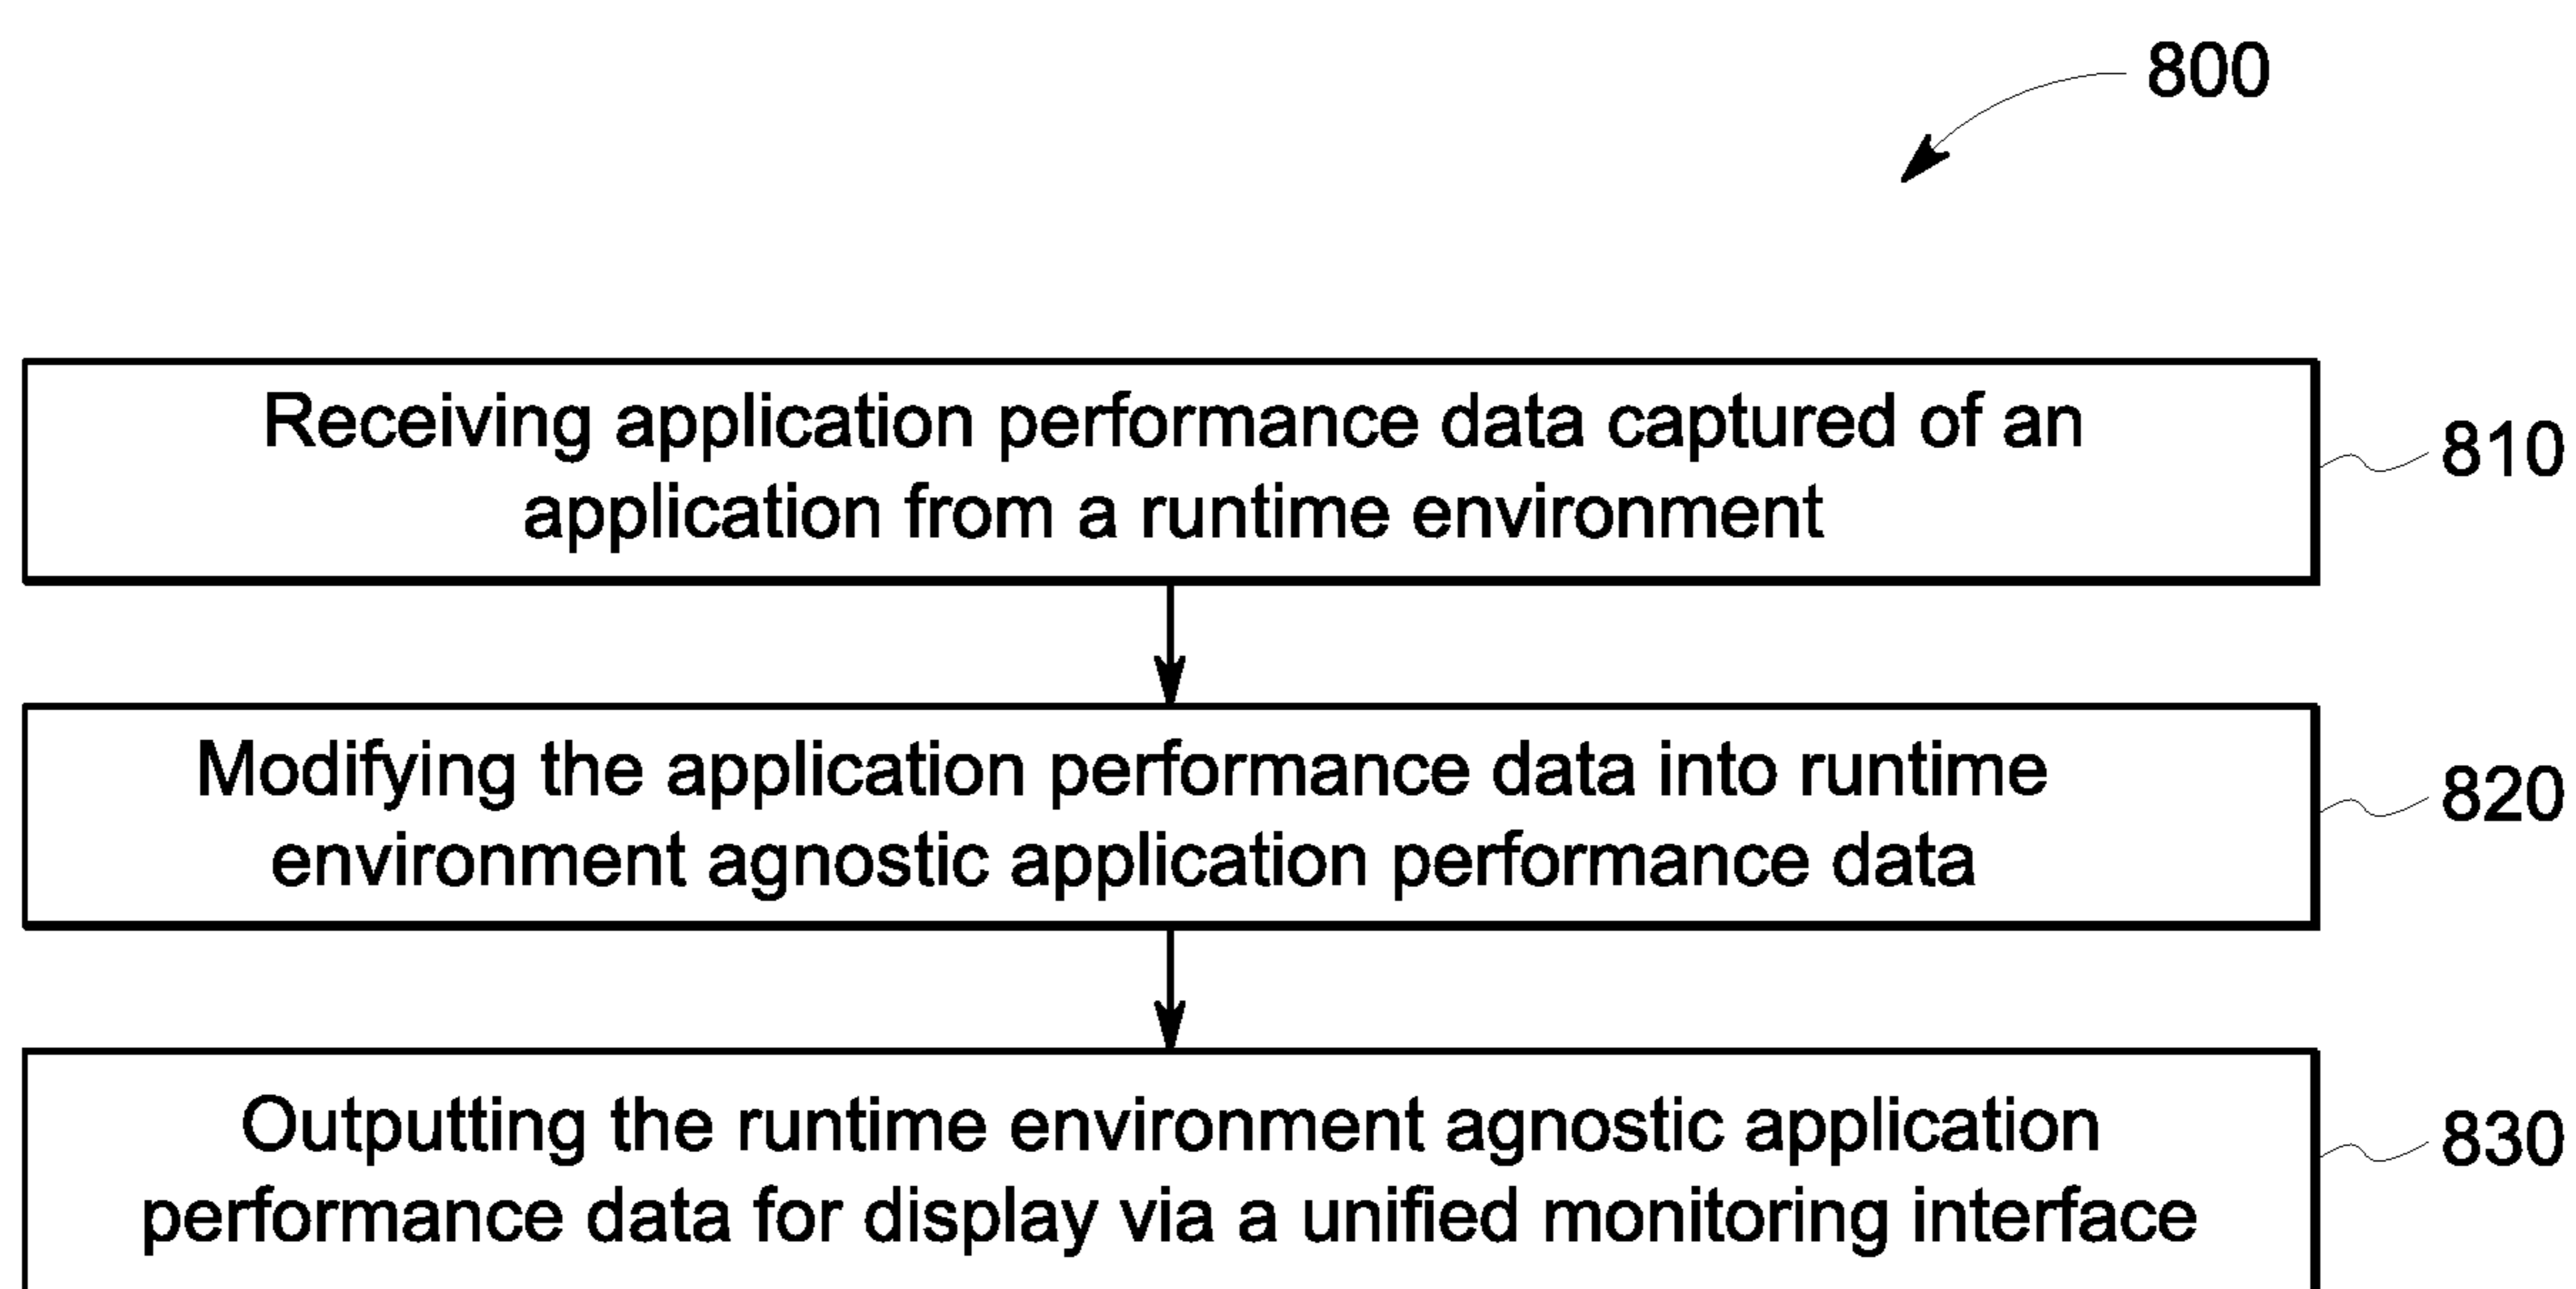 800
Receiving application performance data captured of an
application from a runtime environment
810
Modifying the application performance data into runtime
environment agnostic application performance data
820
Outputting the runtime environment agnostic application
performance data for display via a unified monitoring interface
830